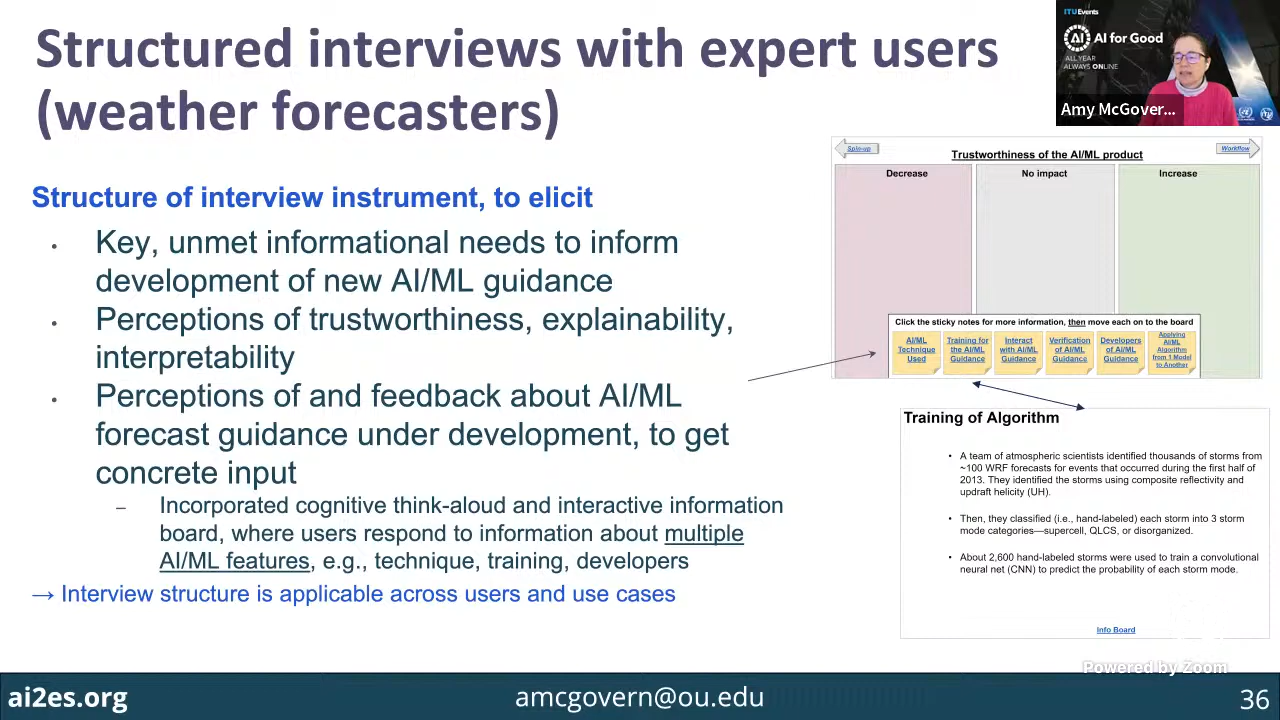 Structured interviews with expert users
(weather forecasters)
ITUEvents
AI
AI for Good
ALL YEAR
ALWAYS ONLINE
Amy McGover...
Structure of interview instrument, to elicit
• Key, unmet informational needs to inform
development of new AI/ML guidance
• Perceptions of trustworthiness, explainability,
interpretability
• Perceptions of and feedback about AI/ML
forecast guidance under development, to get
concrete input
– Incorporated cognitive think-aloud and interactive information
board, where users respond to information about multiple
AI/ML features, e.g., technique, training, developers
→ Interview structure is applicable across users and use cases
Spin-up
Trustworthiness of the AI/ML product
Workflow
Decrease
No impact
Increase
Click the sticky notes for more information, then move each on to the board
AI/ML
Technique
Used
Training for
the AI/ML
Guidance
Interact
with AI/ML
Guidance
Verification
of AI/ML
Guidance
Developers
of AI/ML
Guidance
Applying
AI/ML
Algorithm
from 1 Model
to Another
Training of Algorithm
• A team of atmospheric scientists identified thousands of storms from
~100 WRF forecasts for events that occurred during the first half of
2013. They identified the storms using composite reflectivity and
updraft helicity (UH).
• Then, they classified (i.e., hand-labeled) each storm into 3 storm
mode categories—supercell, QLCS, or disorganized.
• About 2,600 hand-labeled storms were used to train a convolutional
neural net (CNN) to predict the probability of each storm mode.
Info Board
Powered by Zoom
ai2es.org
amcgovern@ou.edu
36